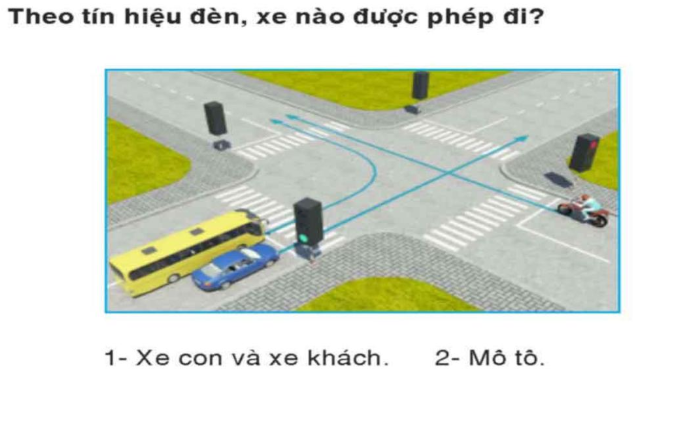 Theo tín hiệu đèn, xe nào được phép đi?
1- Xe con và xe khách. 2- Mô tô.